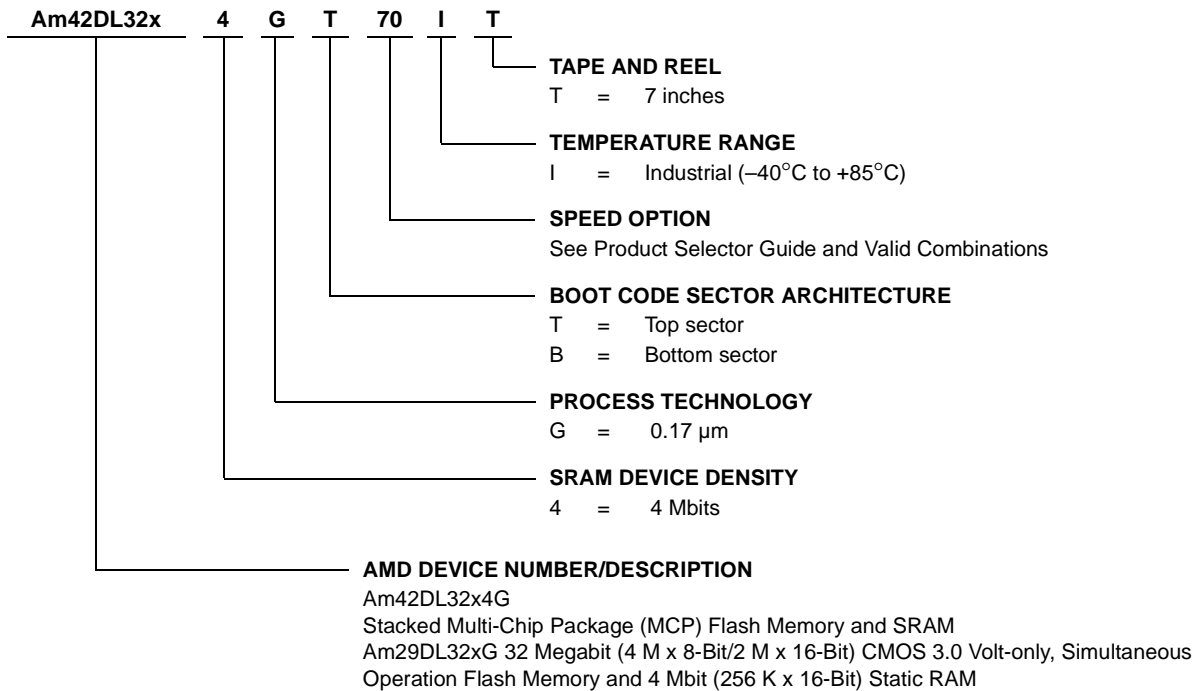 Am42DL32x 4 G T 70 I T
TAPE AND REEL
T = 7 inches
TEMPERATURE RANGE
I = Industrial (–40°C to +85°C)
SPEED OPTION
See Product Selector Guide and Valid Combinations
BOOT CODE SECTOR ARCHITECTURE
T = Top sector
B = Bottom sector
PROCESS TECHNOLOGY
G = 0.17 µm
SRAM DEVICE DENSITY
4 = 4 Mbits
AMD DEVICE NUMBER/DESCRIPTION
Am42DL32x4G
Stacked Multi-Chip Package (MCP) Flash Memory and SRAM
Am29DL32xG 32 Megabit (4 M x 8-Bit/2 M x 16-Bit) CMOS 3.0 Volt-only, Simultaneous
Operation Flash Memory and 4 Mbit (256 K x 16-Bit) Static RAM